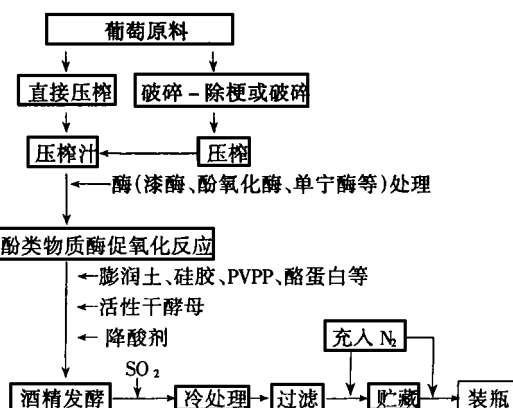 葡萄原料
直接压榨
破碎-除梗或破碎
压榨汁
压榨
酶(漆酶、酚氧化酶、单宁酶等)处理
酚类物质酶促氧化反应
膨润土、硅胶、PVPP、酪蛋白等
活性干酵母
降酸剂
充入 N₂
SO₂
酒精发酵
冷处理
过滤
贮藏
装瓶